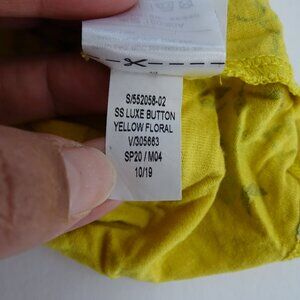 S/552058-02
SS LUXE BUTTON
YELLOW FLORAL
V/305663
SP20 / M04
10/19